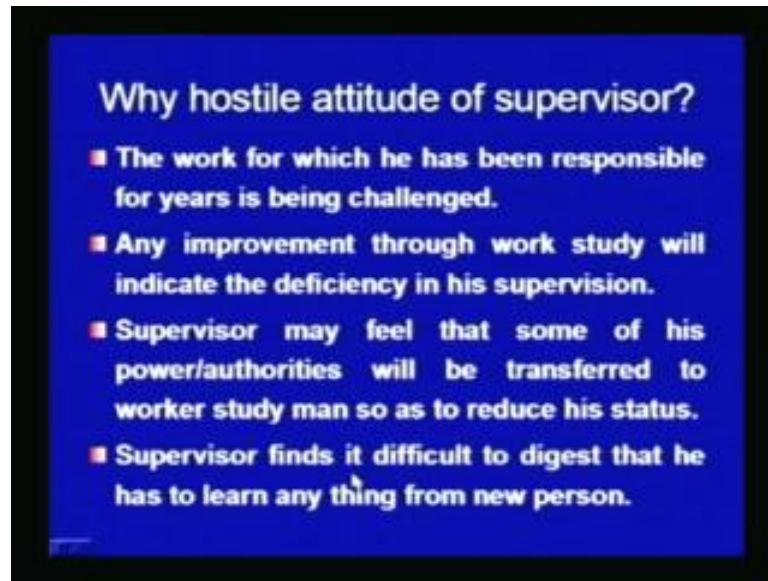 Why hostile attitude of supervisor?
The work for which he has been responsible
for years is being challenged.
Any improvement through work study will
indicate the deficiency in his supervision.
Supervisor may feel that some of his
power/authorities will be transferred to
worker study man so as to reduce his status.
Supervisor finds it difficult to digest that he
has to learn any thing from new person.